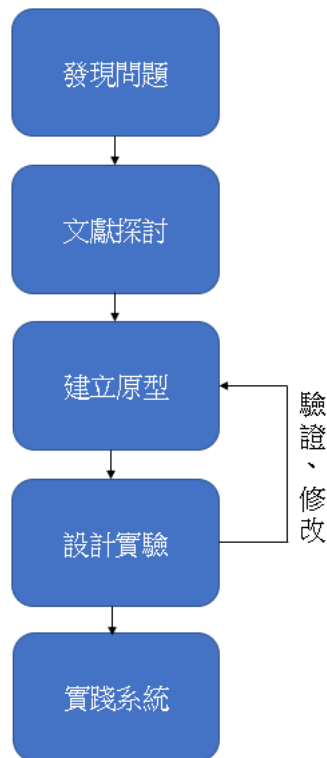 發現問題
文獻探討
建立原型
設計實驗
實踐系統
驗證、修改